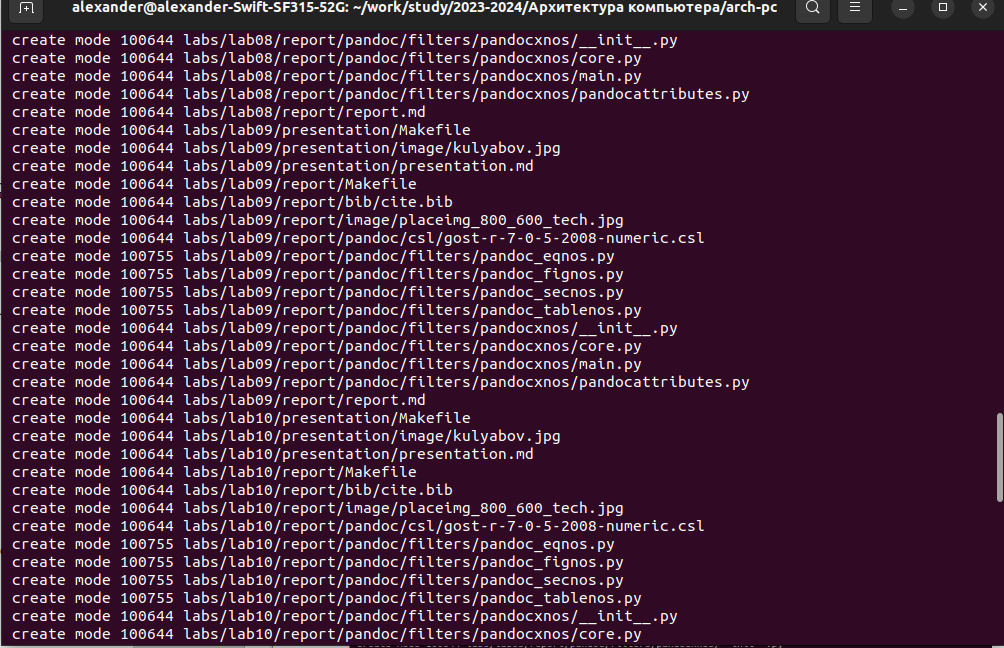 alexander@alexander-Swift-SF315-52G: ~/work/study/2023-2024/Архитектура компьютера/arch-pc
create mode 100644 labs/lab08/report/pandoc/filters/pandocxnos/__init__.py
create mode 100644 labs/lab08/report/pandoc/filters/pandocxnos/core.py
create mode 100644 labs/lab08/report/pandoc/filters/pandocxnos/main.py
create mode 100644 labs/lab08/report/pandoc/filters/pandocxnos/pandocattributes.py
create mode 100644 labs/lab08/report/report.md
create mode 100644 labs/lab09/presentation/Makefile
create mode 100644 labs/lab09/presentation/image/kulyabov.jpg
create mode 100644 labs/lab09/presentation/presentation.md
create mode 100644 labs/lab09/report/Makefile
create mode 100644 labs/lab09/report/bib/cite.bib
create mode 100644 labs/lab09/report/image/placeimg_800_600_tech.jpg
create mode 100644 labs/lab09/report/pandoc/csl/gost-r-7-0-5-2008-numeric.csl
create mode 100755 labs/lab09/report/pandoc/filters/pandoc_eqnos.py
create mode 100755 labs/lab09/report/pandoc/filters/pandoc_fignos.py
create mode 100755 labs/lab09/report/pandoc/filters/pandoc_secnos.py
create mode 100755 labs/lab09/report/pandoc/filters/pandoc_tablenos.py
create mode 100644 labs/lab09/report/pandoc/filters/pandocxnos/__init__.py
create mode 100644 labs/lab09/report/pandoc/filters/pandocxnos/core.py
create mode 100644 labs/lab09/report/pandoc/filters/pandocxnos/main.py
create mode 100644 labs/lab09/report/pandoc/filters/pandocxnos/pandocattributes.py
create mode 100644 labs/lab09/report/report.md
create mode 100644 labs/lab10/presentation/Makefile
create mode 100644 labs/lab10/presentation/image/kulyabov.jpg
create mode 100644 labs/lab10/presentation/presentation.md
create mode 100644 labs/lab10/report/Makefile
create mode 100644 labs/lab10/report/bib/cite.bib
create mode 100644 labs/lab10/report/image/placeimg_800_600_tech.jpg
create mode 100644 labs/lab10/report/pandoc/csl/gost-r-7-0-5-2008-numeric.csl
create mode 100755 labs/lab10/report/pandoc/filters/pandoc_eqnos.py
create mode 100755 labs/lab10/report/pandoc/filters/pandoc_fignos.py
create mode 100755 labs/lab10/report/pandoc/filters/pandoc_secnos.py
create mode 100755 labs/lab10/report/pandoc/filters/pandoc_tablenos.py
create mode 100644 labs/lab10/report/pandoc/filters/pandocxnos/__init__.py
create mode 100644 labs/lab10/report/pandoc/filters/pandocxnos/core.py